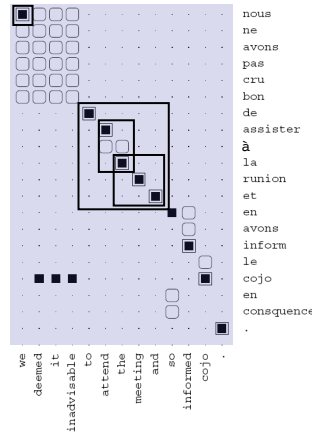 nous
ne
avons
pas
cru
bon
de
assister
à
la
runion
et
en
avons
inform
le
cojo
en
consquence
.
we
deemed
it
inadvisable
to
attend
the
meeting
and
so
informed
cojo
.